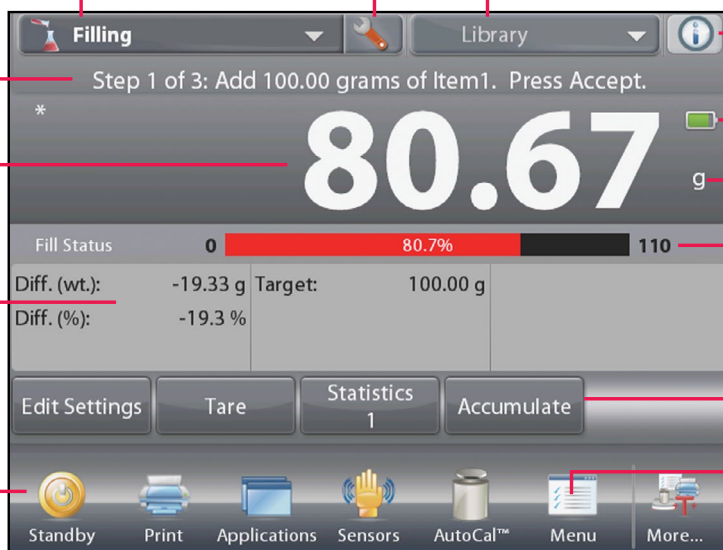 Filling Library
Step 1 of 3: Add 100.00 grams of Item1. Press Accept.
*
80.67
g
Fill Status 0 80.7% 110
Diff. (wt.): -19.33 g Target: 100.00 g
Diff. (%): -19.3 %
Edit Settings Tare Statistics 1 Accumulate
Standby Print Applications Sensors AutoCal™ Menu More...